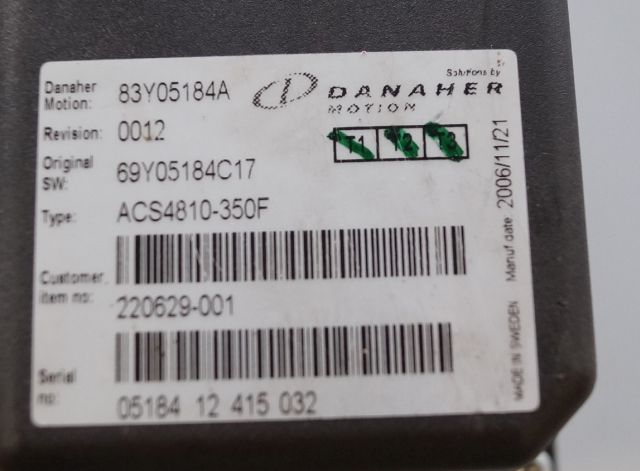 Danaher Motion: 83Y05184A
Solutions by
DANAHER
MOTION
Revision: 0012
T1
Original SW: 69Y05184C17
Type: ACS4810-350F
Customer item no: 220629-001
Serial no: 05184 12 415 032
MADE IN SWEDEN Manuf date: 2006/11/21